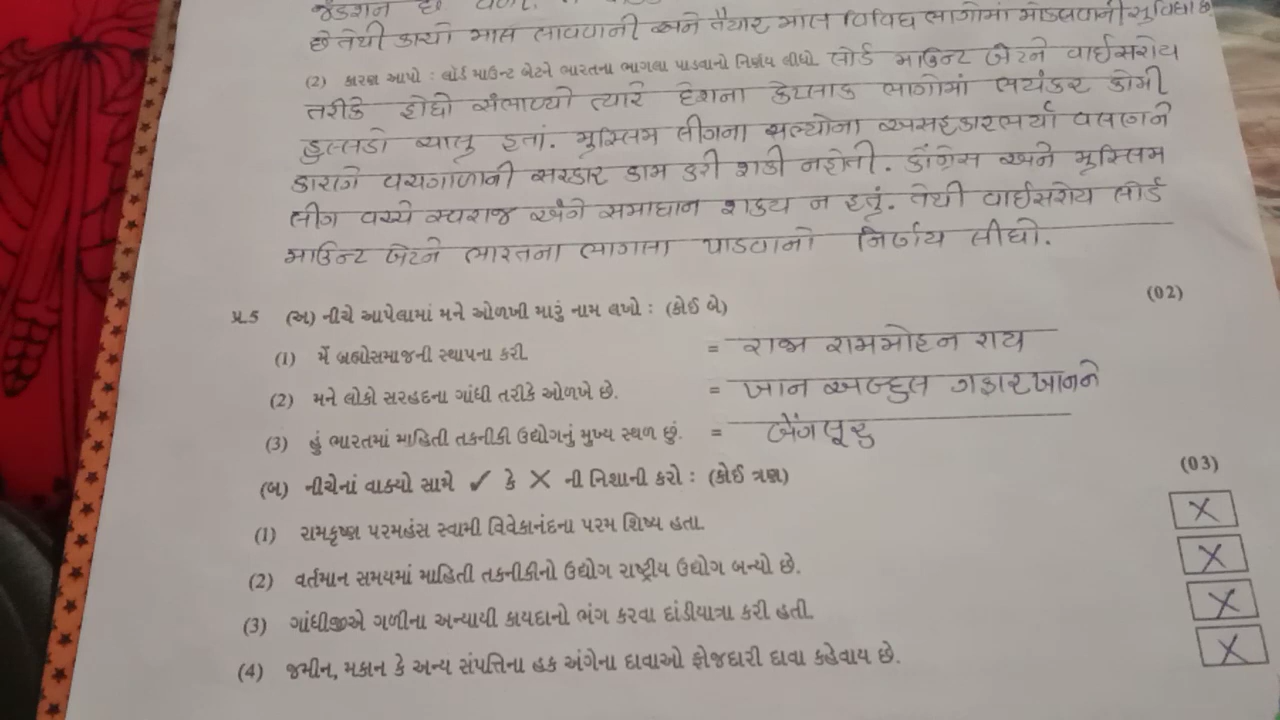 જંકશન છે
છે તેથી કાચો માલ લાવવાની અને તૈયાર માલ વિવિધ ભાગોમાં મોકલવાની સુવિધા છે
(2) કારણ આપો : લૉર્ડ માઉન્ટ બેટને ભારતના ભાગલા પાડવાનો નિર્ણય લીધો. લોર્ડ માઉન્ટ બેટને વાઈસરોય
તરીકે હોદ્દો સંભાળ્યો ત્યારે દેશના કેટલાક ભાગોમાં ભયંકર કોમી
હુલ્લડો ચાલુ હતાં. મુસ્લિમ લીગના સભ્યોના અસહકારભર્યા વલણને
કારણે વચગાળાની સરકાર કામ કરી શકી નહોતી. કોંગ્રેસ અને મુસ્લિમ
લીગ વચ્ચે સ્વરાજ અંગે સમાધાન શક્ય ન હતું. તેથી વાઈસરોય લોર્ડ
માઉન્ટ બેટને ભારતના ભાગલા પાડવાનો નિર્ણય લીધો.
પ્ર.5 (અ) નીચે આપેલામાં મને ઓળખી મારું નામ લખો : (કોઈ બે) (02)
(1) મેં બ્રહ્મોસમાજની સ્થાપના કરી. = રાજા રામમોહન રાય
(2) મને લોકો સરહદના ગાંધી તરીકે ઓળખે છે. = ખાન અબ્દુલ ગફારખાનને
(3) હું ભારતમાં માહિતી તકનીકી ઉદ્યોગનું મુખ્ય સ્થળ છું. = બેંગલૂરુ
(બ) નીચેનાં વાક્યો સામે ✓ કે X ની નિશાની કરો : (કોઈ ત્રણ) (03)
(1) રામકૃષ્ણ પરમહંસ સ્વામી વિવેકાનંદના પરમ શિષ્ય હતા. X
(2) વર્તમાન સમયમાં માહિતી તકનીકીનો ઉદ્યોગ રાષ્ટ્રીય ઉદ્યોગ બન્યો છે. X
(3) ગાંધીજીએ ગળીના અન્યાયી કાયદાનો ભંગ કરવા દાંડીયાત્રા કરી હતી. X
(4) જમીન, મકાન કે અન્ય સંપત્તિના હક અંગેના દાવાઓ ફોજદારી દાવા કહેવાય છે. X